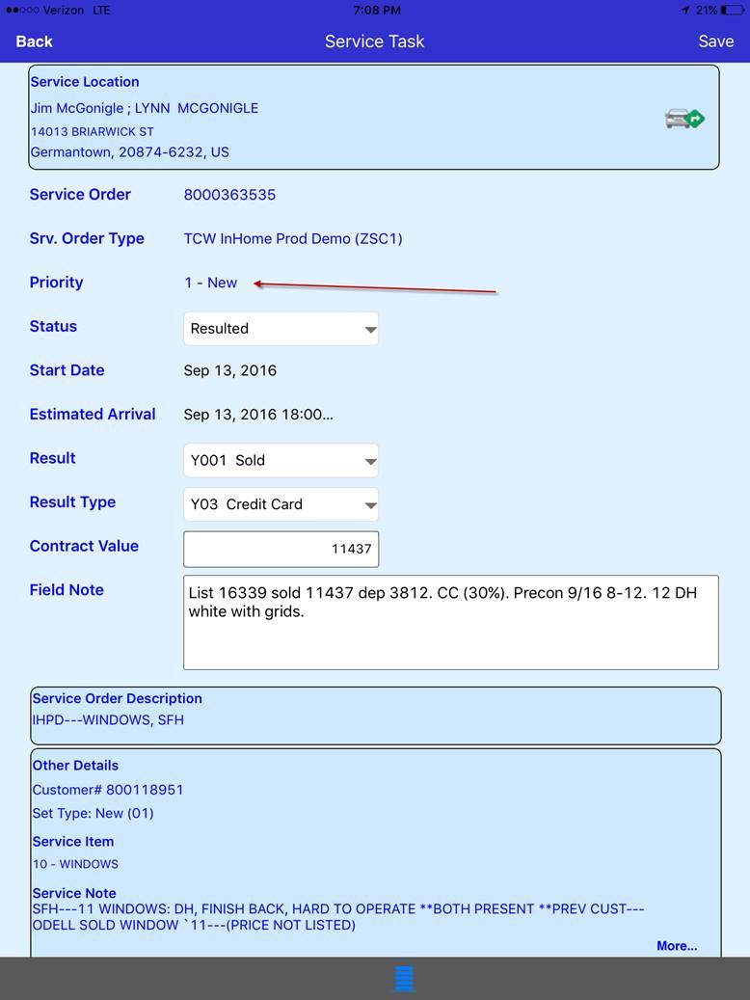 Verizon LTE 7:08 PM 21%
Back Service Task Save
Service Location
Jim McGonigle ; LYNN MCGONIGLE
14013 BRIARWICK ST
Germantown, 20874-6232, US
Service Order 8000363535
Srv. Order Type TCW InHome Prod Demo (ZSC1)
Priority 1 - New
Status Resulted
Start Date Sep 13, 2016
Estimated Arrival Sep 13, 2016 18:00...
Result Y001 Sold
Result Type Y03 Credit Card
Contract Value 11437
Field Note List 16339 sold 11437 dep 3812. CC (30%). Precon 9/16 8-12. 12 DH
white with grids.
Service Order Description
IHPD---WINDOWS, SFH
Other Details
Customer# 800118951
Set Type: New (01)
Service Item
10 - WINDOWS
Service Note
SFH---11 WINDOWS: DH, FINISH BACK, HARD TO OPERATE **BOTH PRESENT **PREV CUST---
ODELL SOLD WINDOW `11---(PRICE NOT LISTED)
More...